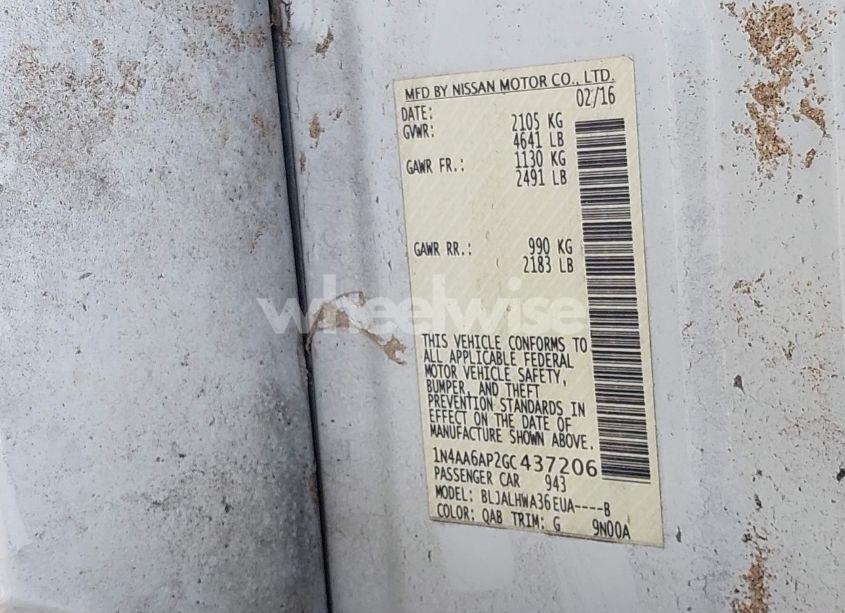 MFD BY NISSAN MOTOR CO., LTD.
DATE: 02/16
GVWR: 2105 KG
4641 LB
GAWR FR.: 1130 KG
2491 LB
GAWR RR.: 990 KG
2183 LB
wheelwise
THIS VEHICLE CONFORMS TO
ALL APPLICABLE FEDERAL
MOTOR VEHICLE SAFETY,
BUMPER, AND THEFT
PREVENTION STANDARDS IN
EFFECT ON THE DATE OF
MANUFACTURE SHOWN ABOVE.
1N4AA6AP2GC437206
PASSENGER CAR 943
MODEL: BLJALHWA36EUA----B
COLOR: QAB TRIM: G 9N00A